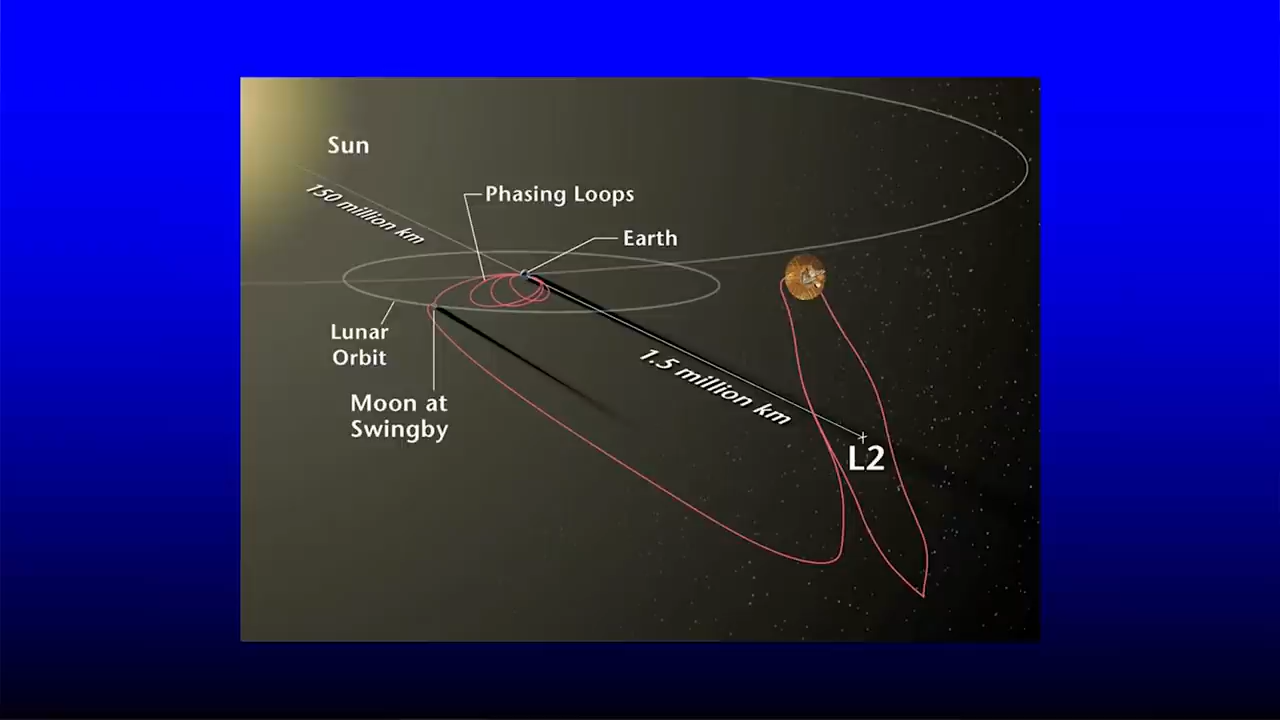 Sun
150 million km
Phasing Loops
Earth
Lunar
Orbit
1.5 million km
Moon at
Swingby
L2